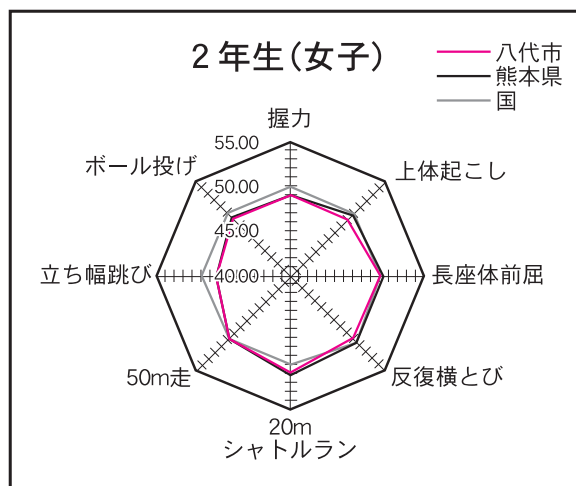 2年生(女子)
八代市
熊本県
国
握力
55.00
50.00
45.00
40.00
上体起こし
長座体前屈
反復横とび
20m
シャトルラン
50m走
立ち幅跳び
ボール投げ